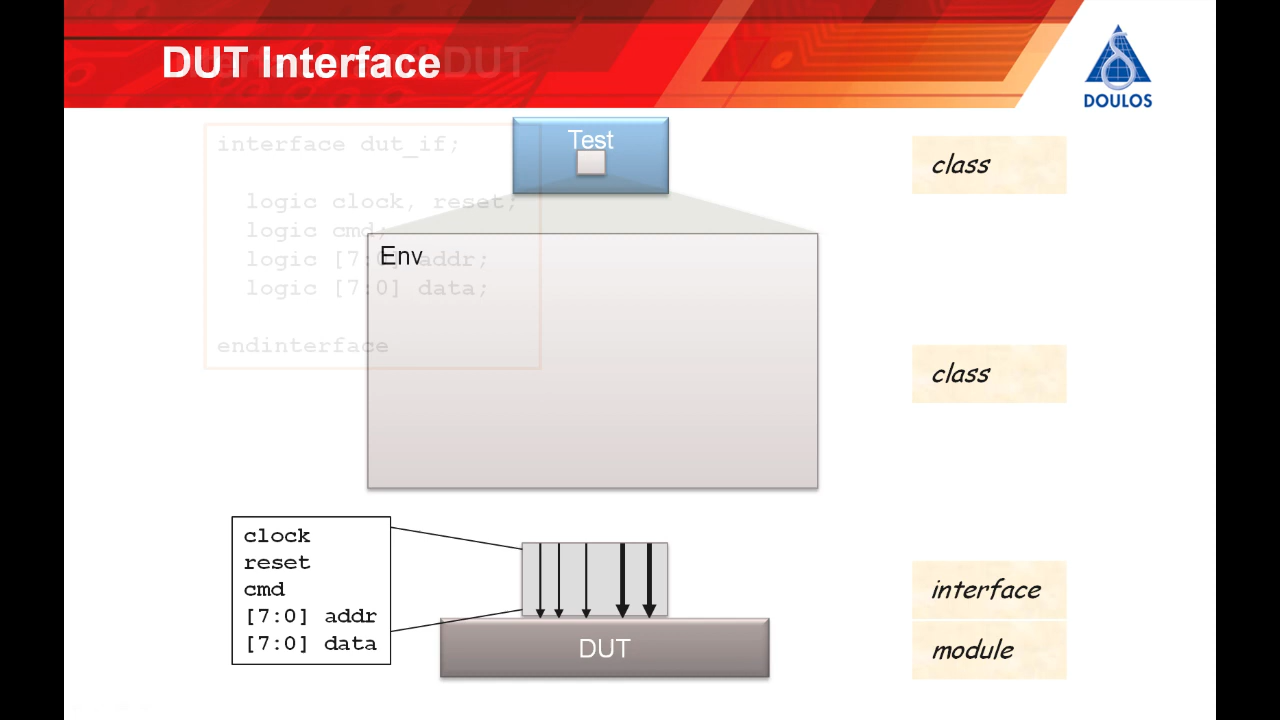 DUT Interface
DOULOS
interface dut_if;
logic clock, reset;
logic cmd;
logic [7:0] addr;
logic [7:0] data;
endinterface
Test
class
Env
class
clock
reset
cmd
[7:0] addr
[7:0] data
interface
DUT
module